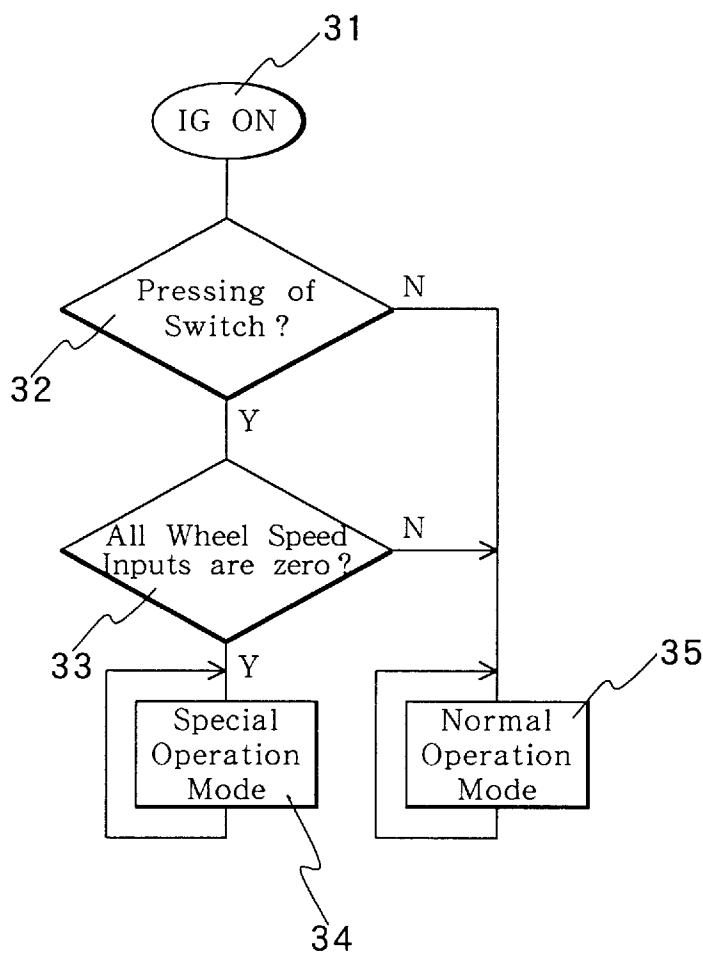 31
IG ON
Pressing of
Switch?
N
32
Y
All Wheel Speed
Inputs are zero?
N
33
Y
35
Special
Operation
Mode
Normal
Operation
Mode
34